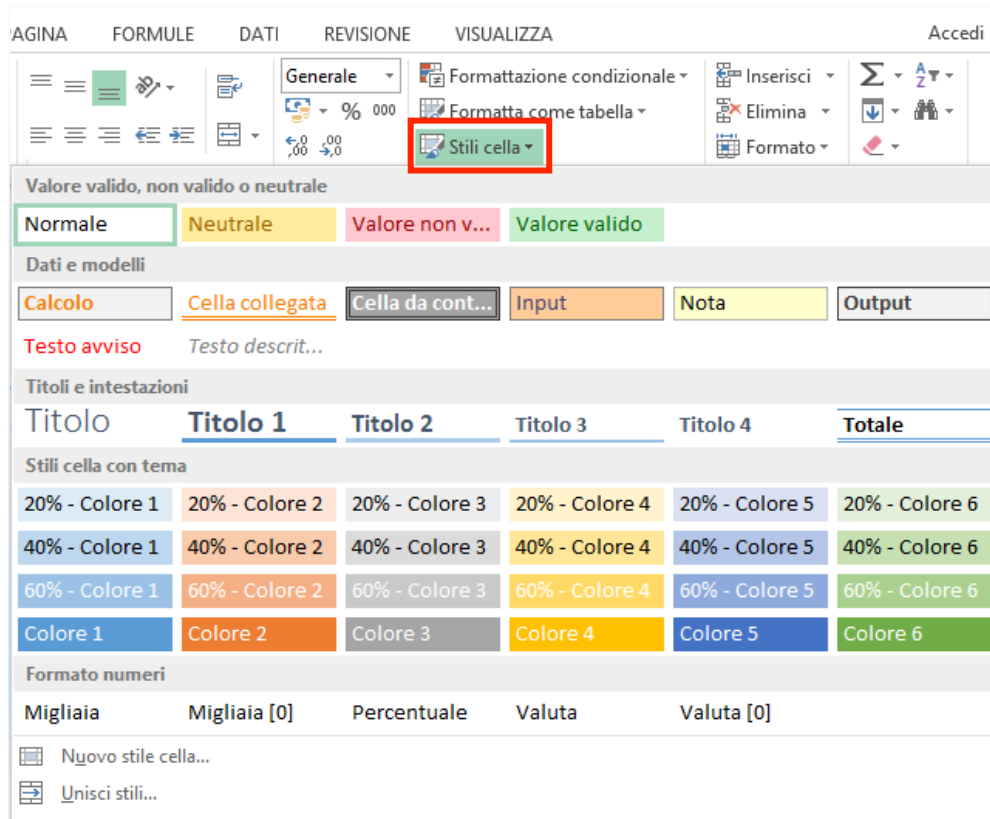 AGINA FORMULE DATI REVISIONE VISUALIZZA Accedi
Generale Formattazione condizionale Inserisci
% 000 Formatta come tabella Elimina
Stili cella Formato
Valore valido, non valido o neutrale
Normale Neutrale Valore non v... Valore valido
Dati e modelli
Calcolo Cella collegata Cella da cont... Input Nota Output
Testo avviso Testo descrit...
Titoli e intestazioni
Titolo Titolo 1 Titolo 2 Titolo 3 Titolo 4 Totale
Stili cella con tema
20% - Colore 1 20% - Colore 2 20% - Colore 3 20% - Colore 4 20% - Colore 5 20% - Colore 6
40% - Colore 1 40% - Colore 2 40% - Colore 3 40% - Colore 4 40% - Colore 5 40% - Colore 6
60% - Colore 1 60% - Colore 2 60% - Colore 3 60% - Colore 4 60% - Colore 5 60% - Colore 6
Colore 1 Colore 2 Colore 3 Colore 4 Colore 5 Colore 6
Formato numeri
Migliaia Migliaia [0] Percentuale Valuta Valuta [0]
Nuovo stile cella...
Unisci stili...